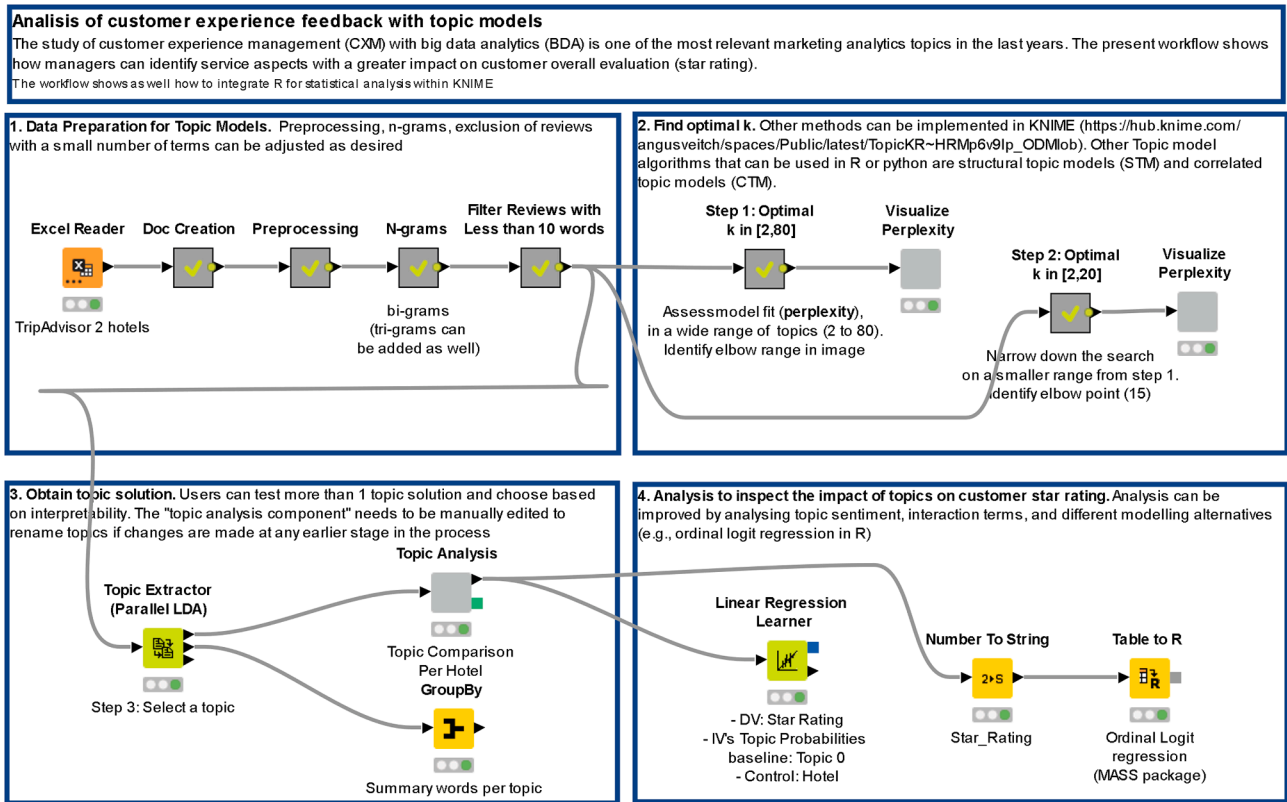 Analisis of customer experience feedback with topic models
The study of customer experience management (CXM) with big data analytics (BDA) is one of the most relevant marketing analytics topics in the last years. The present workflow shows
how managers can identify service aspects with a greater impact on customer overall evaluation (star rating).
The workflow shows as well how to integrate R for statistical analysis within KNIME
1. Data Preparation for Topic Models. Preprocessing, n-grams, exclusion of reviews
with a small number of terms can be adjusted as desired
Excel Reader
Doc Creation
Preprocessing
N-grams
Filter Reviews with
Less than 10 words
TripAdvisor 2 hotels
bi-grams
(tri-grams can
be added as well)
2. Find optimal k. Other methods can be implemented in KNIME (https://hub.knime.com/
angusveitch/spaces/Public/latest/TopicKR~HRMp6v9Ip_ODMlob). Other Topic model
algorithms that can be used in R or python are structural topic models (STM) and correlated
topic models (CTM).
Step 1: Optimal
k in [2,80]
Visualize
Perplexity
Assessmodel fit (perplexity),
in a wide range of topics (2 to 80).
Identify elbow range in image
Step 2: Optimal
k in [2,20]
Visualize
Perplexity
Narrow down the search
on a smaller range from step 1.
Identify elbow point (15)
3. Obtain topic solution. Users can test more than 1 topic solution and choose based
on interpretability. The "topic analysis component" needs to be manually edited to
rename topics if changes are made at any earlier stage in the process
Topic Extractor
(Parallel LDA)
Step 3: Select a topic
Topic Analysis
Topic Comparison
Per Hotel
GroupBy
Summary words per topic
4. Analysis to inspect the impact of topics on customer star rating. Analysis can be
improved by analysing topic sentiment, interaction terms, and different modelling alternatives
(e.g., ordinal logit regression in R)
Linear Regression
Learner
- DV: Star Rating
- IV's Topic Probabilities
baseline: Topic 0
- Control: Hotel
Number To String
2▸S
Star_Rating
Table to R
R
Ordinal Logit
regression
(MASS package)